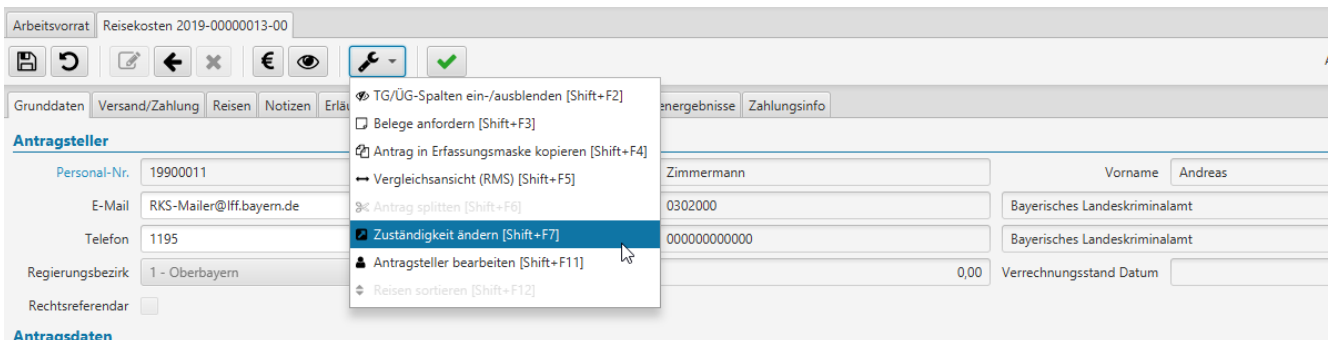 Arbeitsvorrat Reisekosten 2019-00000013-00
Grunddaten Versand/Zahlung Reisen Notizen energebnisse Zahlungsinfo
TG/ÜG-Spalten ein-/ausblenden [Shift+F2]
Belege anfordern [Shift+F3]
Antrag in Erfassungsmaske kopieren [Shift+F4]
Vergleichsansicht (RMS) [Shift+F5]
Antrag splitten [Shift+F6]
Zuständigkeit ändern [Shift+F7]
Antragsteller bearbeiten [Shift+F11]
Reisen sortieren [Shift+F12]
Antragsteller
Personal-Nr. 19900011 Zimmermann Vorname Andreas
E-Mail RKS-Mailer@lff.bayern.de 0302000 Bayerisches Landeskriminalamt
Telefon 1195 000000000000 Bayerisches Landeskriminalamt
Regierungsbezirk 1 - Oberbayern 0,00 Verrechnungsstand Datum
Rechtsreferendar
Antragsdaten